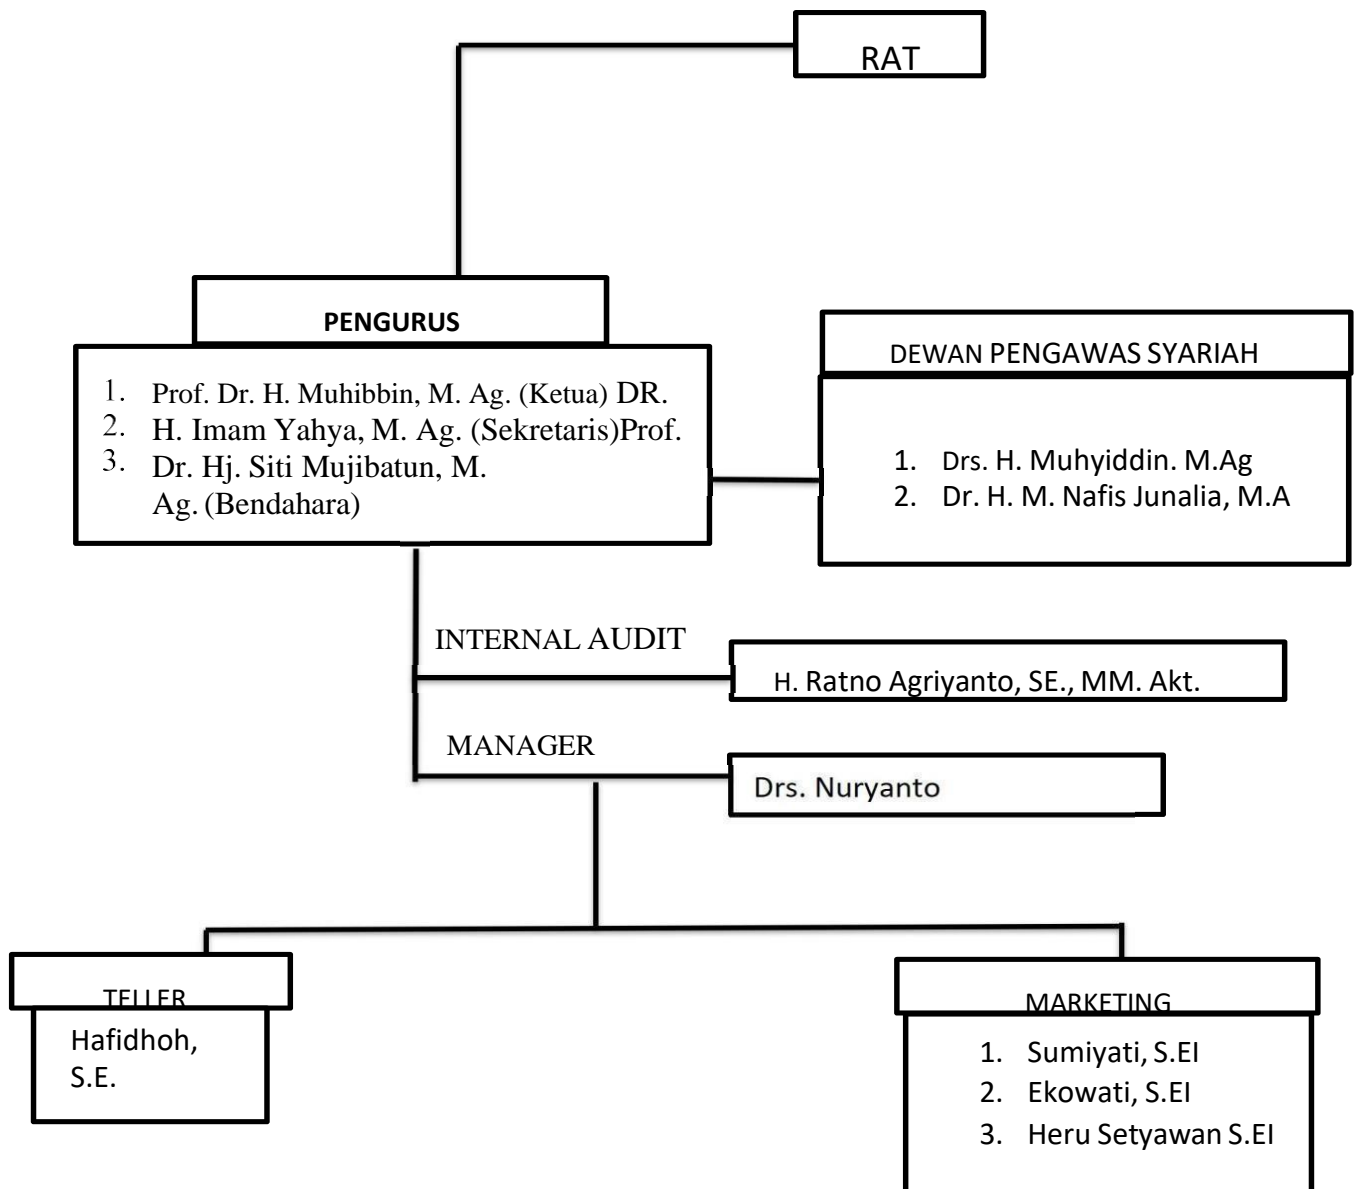 RAT
PENGURUS
1. Prof. Dr. H. Muhibbin, M. Ag. (Ketua) DR.
2. H. Imam Yahya, M. Ag. (Sekretaris)Prof.
3. Dr. Hj. Siti Mujibatun, M.
Ag. (Bendahara)
DEWAN PENGAWAS SYARIAH
1. Drs. H. Muhyiddin. M.Ag
2. Dr. H. M. Nafis Junalia, M.A
INTERNAL AUDIT
H. Ratno Agriyanto, SE., MM. Akt.
MANAGER
Drs. Nuryanto
TELLER
Hafidhoh,
S.E.
MARKETING
1. Sumiyati, S.EI
2. Ekowati, S.EI
3. Heru Setyawan S.EI